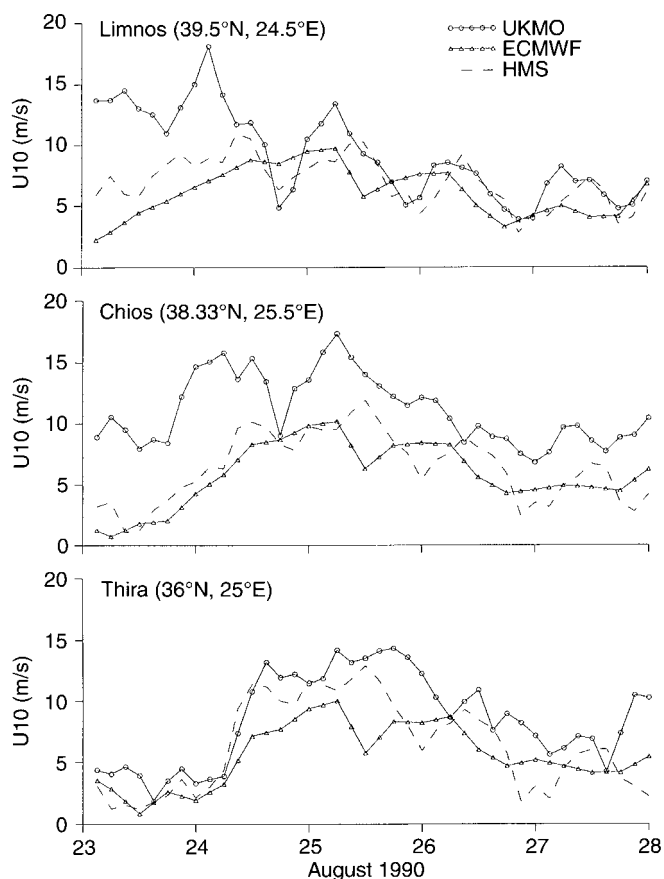 Limnos (39.5°N, 24.5°E)
UKMO
ECMWF
HMS
20
15
10
5
0
U10 (m/s)
Chios (38.33°N, 25.5°E)
20
15
10
5
0
U10 (m/s)
Thira (36°N, 25°E)
20
15
10
5
0
U10 (m/s)
23 24 25 26 27 28
August 1990